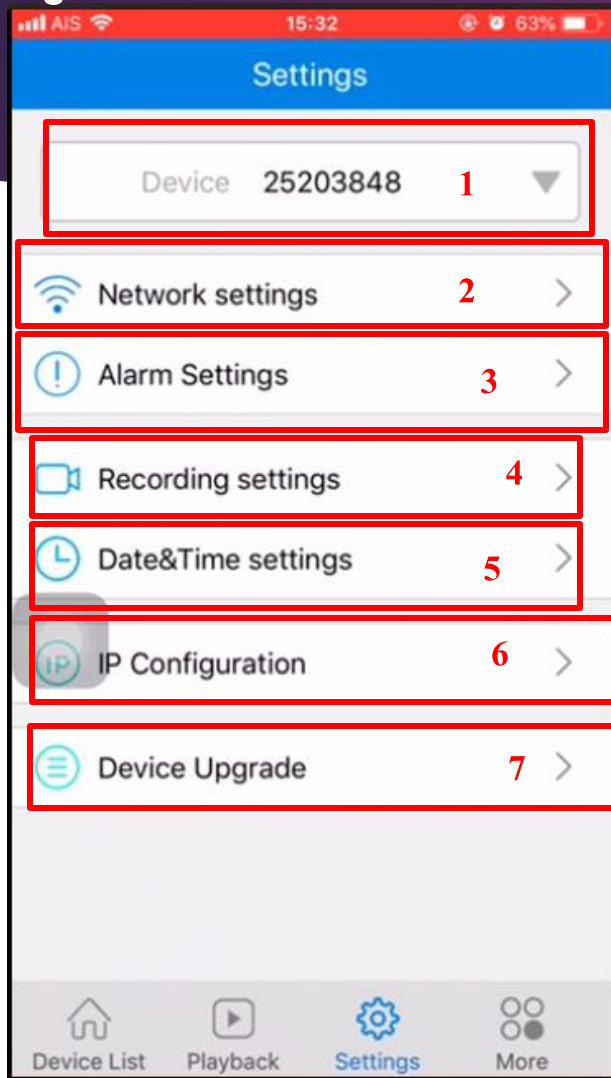 AIS 15:32 63%
Settings
Device 25203848 1
Network settings 2
Alarm Settings 3
Recording settings 4
Date&Time settings 5
IP IP Configuration 6
Device Upgrade 7
Device List Playback Settings More